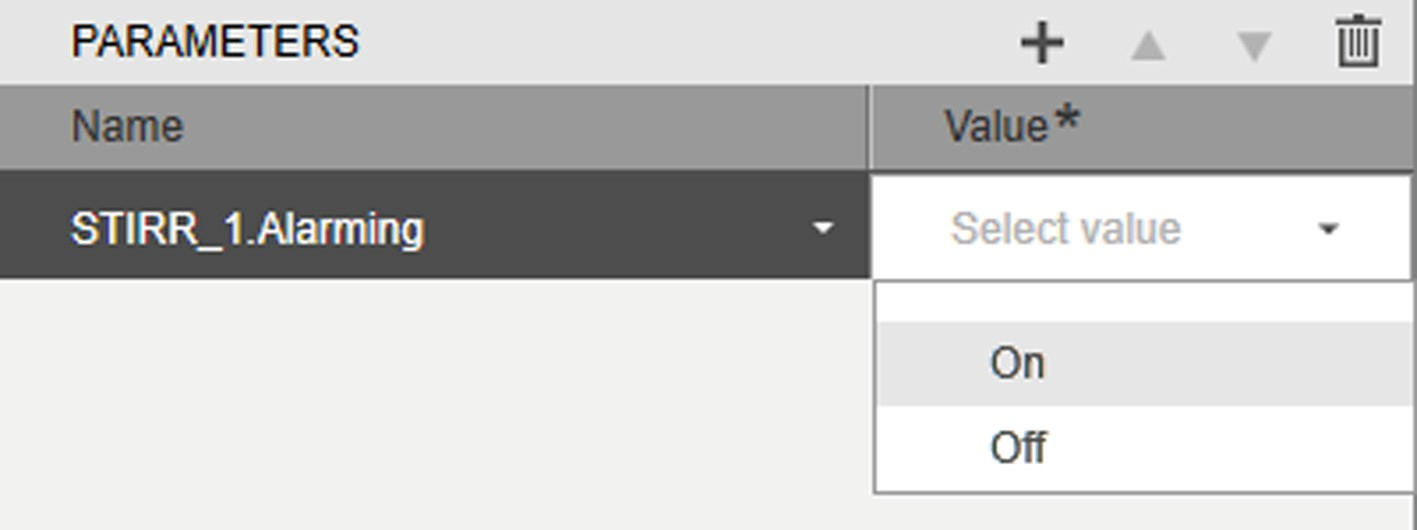 PARAMETERS
Name Value*
STIRR_1.Alarming Select value
On
Off